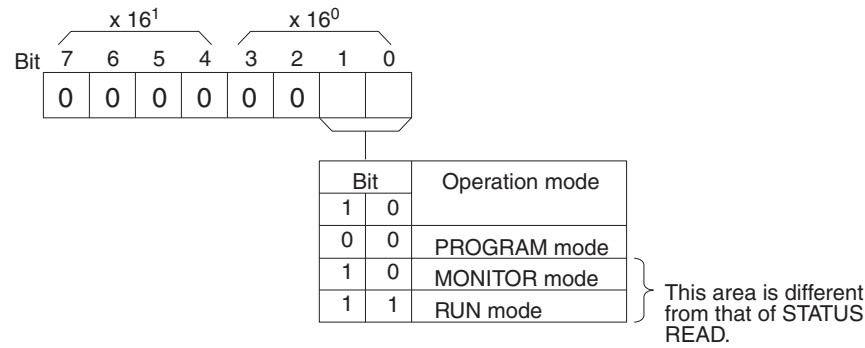 x 16¹ x 16⁰
Bit 7 6 5 4 3 2 1 0
0 0 0 0 0 0
Bit Operation mode
1 0
0 0 PROGRAM mode
1 0 MONITOR mode
1 1 RUN mode
This area is different
from that of STATUS
READ.